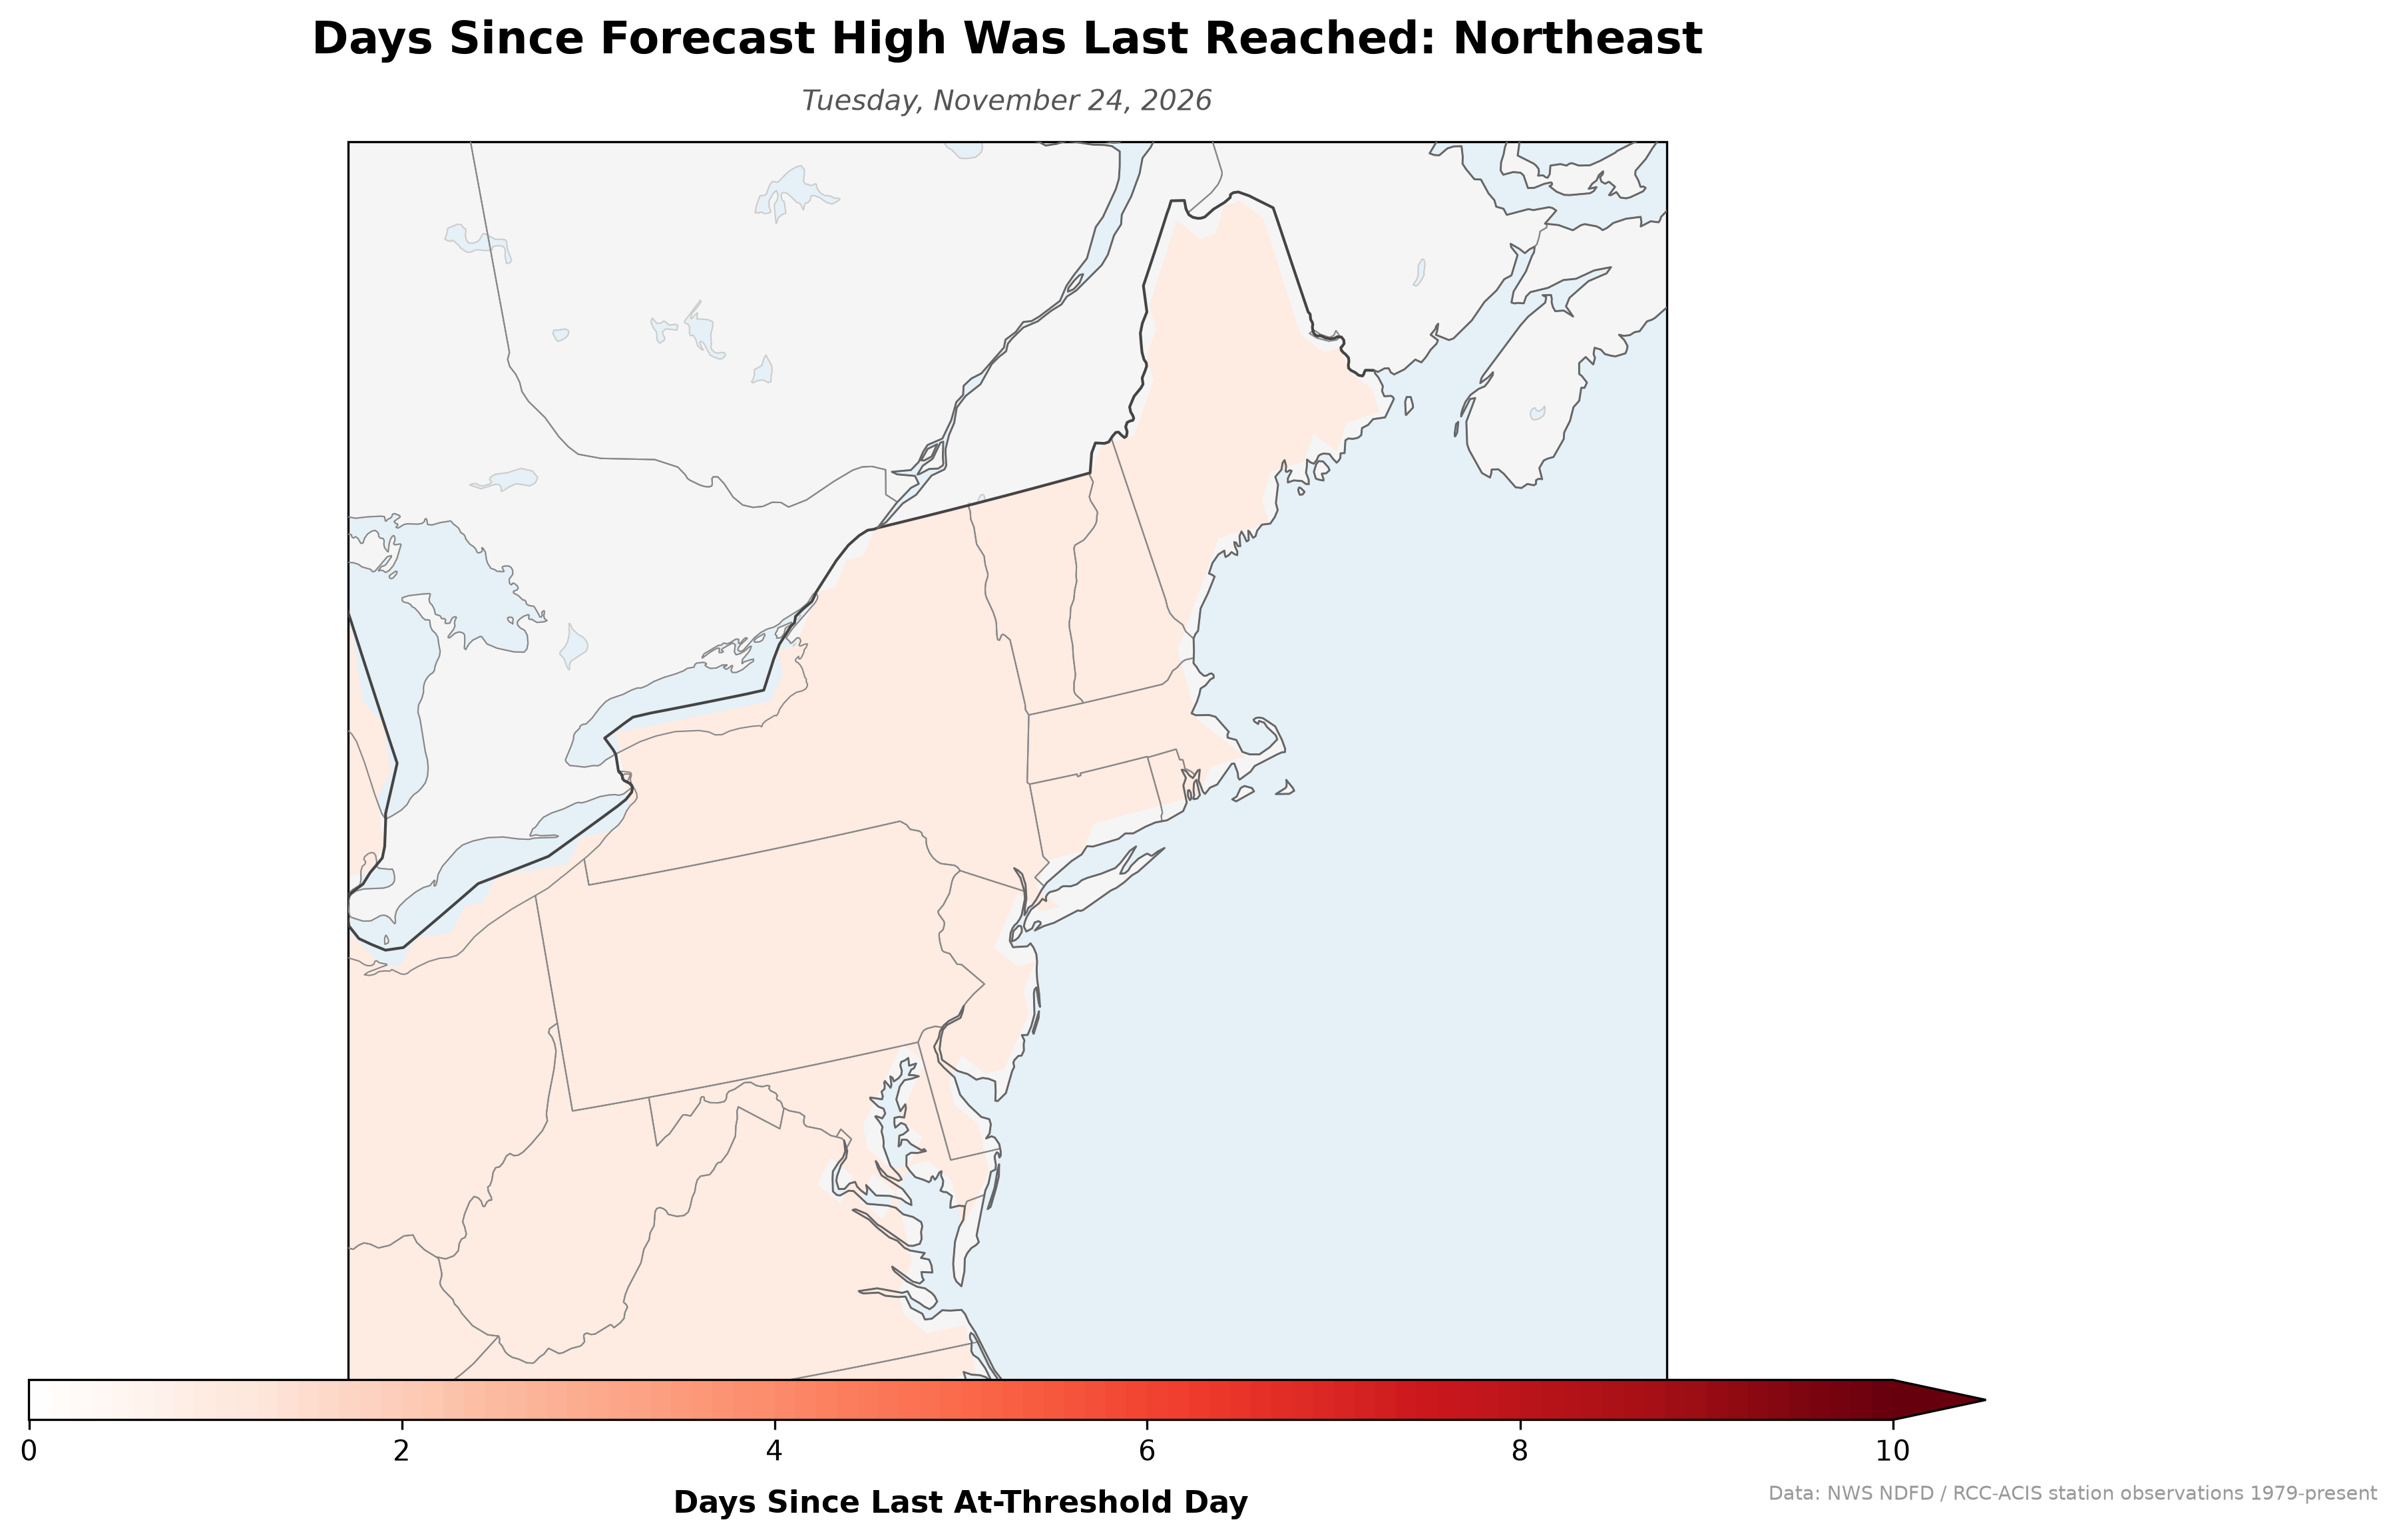 Days Since Forecast High Was Last Reached: Northeast
Tuesday, November 24, 2026
0 2 4 6 8 10
Days Since Last At-Threshold Day
Data: NWS NDFD / RCC-ACIS station observations 1979-present